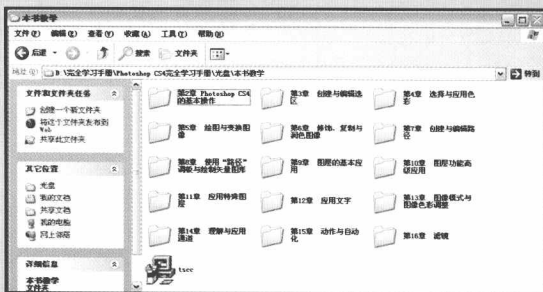 本书教学
文件(F) 编辑(E) 查看(V) 收藏(A) 工具(T) 帮助(H)
后退 搜索 文件夹
地址(D) D:\完全学习手册\Photoshop CS4完全学习手册\光盘\本书教学 转到
文件和文件夹任务
创建一个新文件夹
将这个文件夹发布到
Web
共享此文件夹
其它位置
光盘
我的文档
共享文档
我的电脑
网上邻居
详细信息
本书教学
文件夹
第2章 Photoshop CS4
的基本操作
第3章 创建与编辑选
区
第4章 选择与应用色
彩
第5章 绘图与变换图
像
第6章 修饰、复制与
润色图像
第7章 创建与编辑路
径
第8章 使用“路径”
调板与绘制矢量图形
第9章 图层的基本应
用
第10章 图层功能高
级应用
第11章 应用特殊图
层
第12章 应用文字
第13章 图像模式与
图像色彩调整
第14章 理解与应用
通道
第15章 动作与自动
化
第16章 滤镜
tscc